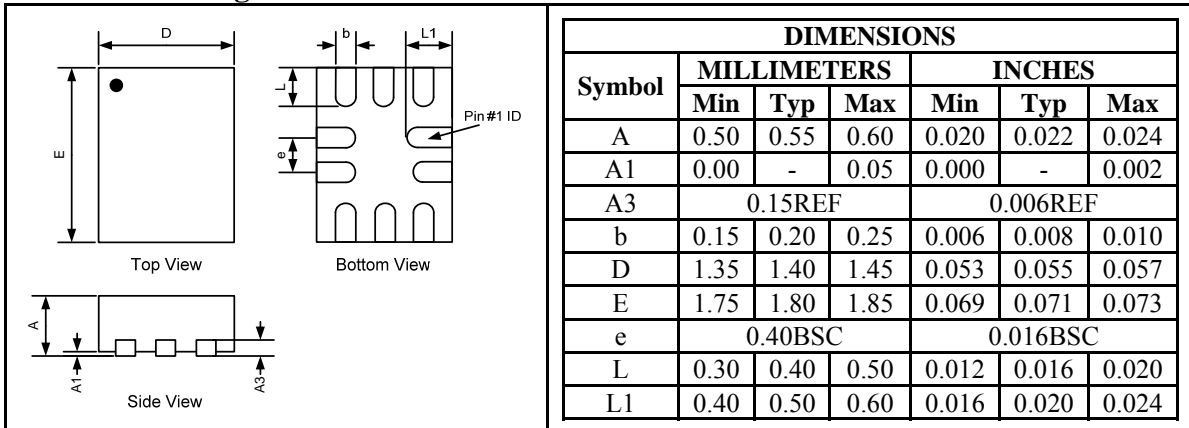 D
E
Top View
b
L1
L
e
Pin #1 ID
Bottom View
A
A1
A3
Side View
DIMENSIONS
Symbol MILLIMETERS INCHES
Min Typ Max Min Typ Max
A 0.50 0.55 0.60 0.020 0.022 0.024
A1 0.00 - 0.05 0.000 - 0.002
A3 0.15REF 0.006REF
b 0.15 0.20 0.25 0.006 0.008 0.010
D 1.35 1.40 1.45 0.053 0.055 0.057
E 1.75 1.80 1.85 0.069 0.071 0.073
e 0.40BSC 0.016BSC
L 0.30 0.40 0.50 0.012 0.016 0.020
L1 0.40 0.50 0.60 0.016 0.020 0.024